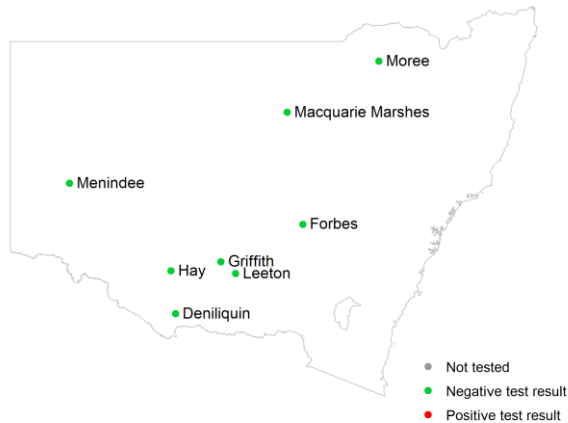 Moree
Macquarie Marshes
Menindee
Forbes
Griffith
Hay
Leeton
Deniliquin
Not tested
Negative test result
Positive test result